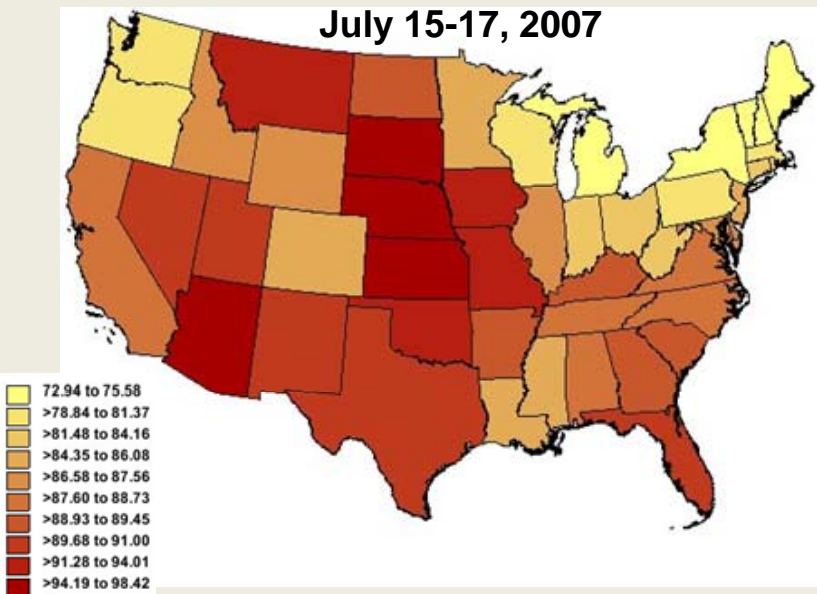 July 15-17, 2007
72.94 to 75.58
>78.84 to 81.37
>81.48 to 84.16
>84.35 to 86.08
>86.58 to 87.56
>87.60 to 88.73
>88.93 to 89.45
>89.68 to 91.00
>91.28 to 94.01
>94.19 to 98.42